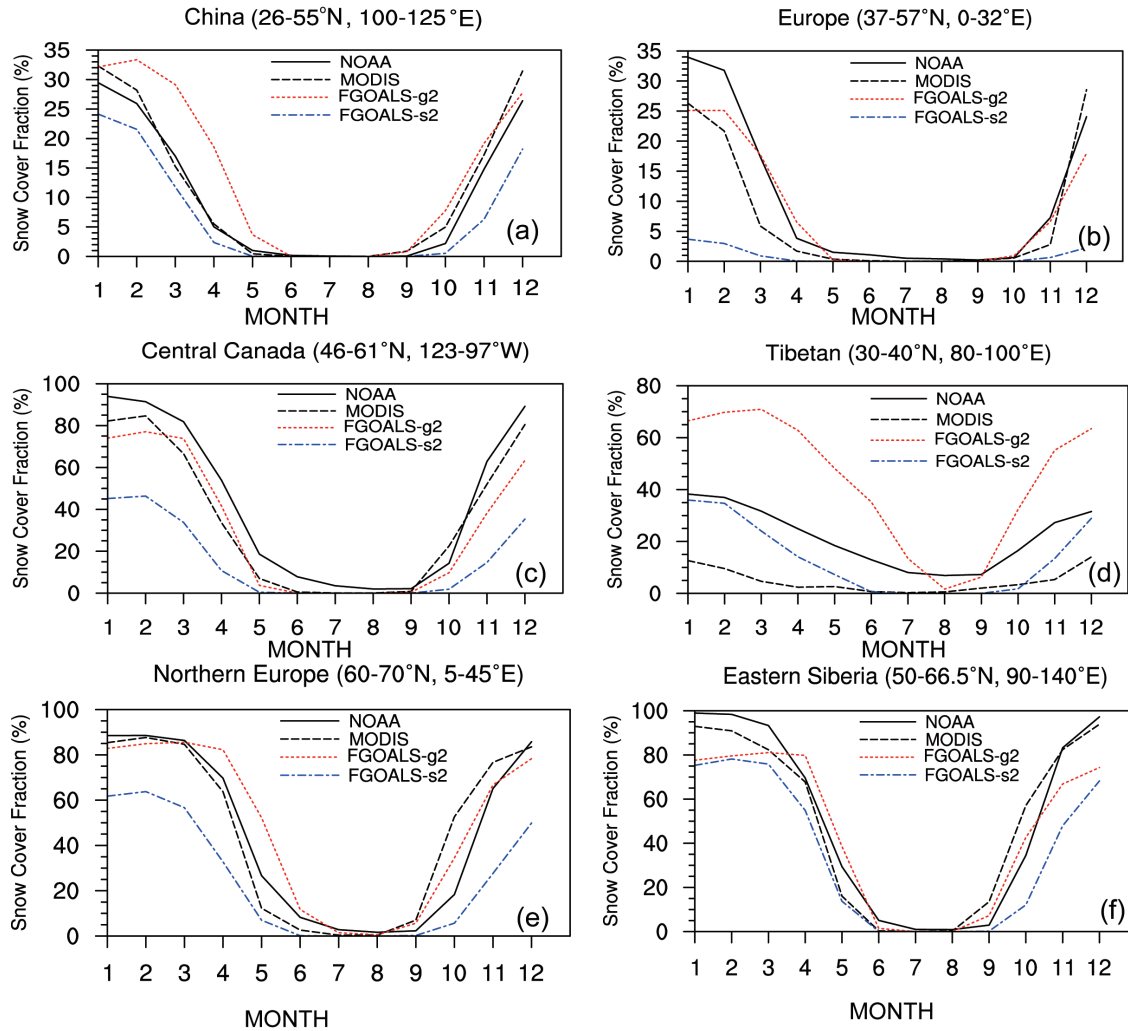 China (26-55°N, 100-125°E)
Snow Cover Fraction (%)
35
30
25
20
15
10
5
0
NOAA
MODIS
FGOALS-g2
FGOALS-s2
(a)
1 2 3 4 5 6 7 8 9 10 11 12
MONTH
Europe (37-57°N, 0-32°E)
Snow Cover Fraction (%)
35
30
25
20
15
10
5
0
NOAA
MODIS
FGOALS-g2
FGOALS-s2
(b)
1 2 3 4 5 6 7 8 9 10 11 12
MONTH
Central Canada (46-61°N, 123-97°W)
Snow Cover Fraction (%)
100
80
60
40
20
0
NOAA
MODIS
FGOALS-g2
FGOALS-s2
(c)
1 2 3 4 5 6 7 8 9 10 11 12
MONTH
Tibetan (30-40°N, 80-100°E)
Snow Cover Fraction (%)
80
60
40
20
0
NOAA
MODIS
FGOALS-g2
FGOALS-s2
(d)
1 2 3 4 5 6 7 8 9 10 11 12
MONTH
Northern Europe (60-70°N, 5-45°E)
Snow Cover Fraction (%)
100
80
60
40
20
0
NOAA
MODIS
FGOALS-g2
FGOALS-s2
(e)
1 2 3 4 5 6 7 8 9 10 11 12
MONTH
Eastern Siberia (50-66.5°N, 90-140°E)
Snow Cover Fraction (%)
100
80
60
40
20
0
NOAA
MODIS
FGOALS-g2
FGOALS-s2
(f)
1 2 3 4 5 6 7 8 9 10 11 12
MONTH